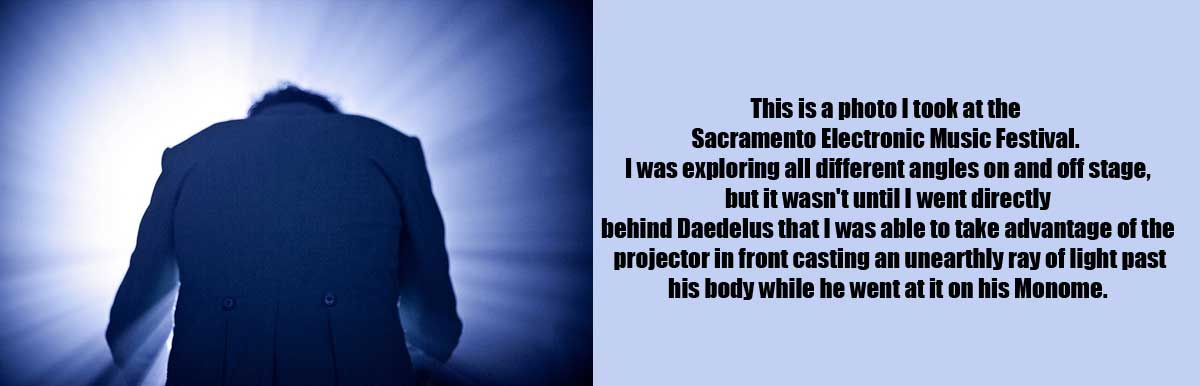 This is a photo I took at the
Sacramento Electronic Music Festival.
I was exploring all different angles on and off stage,
but it wasn't until I went directly
behind Daedelus that I was able to take advantage of the
projector in front casting an unearthly ray of light past
his body while he went at it on his Monome.